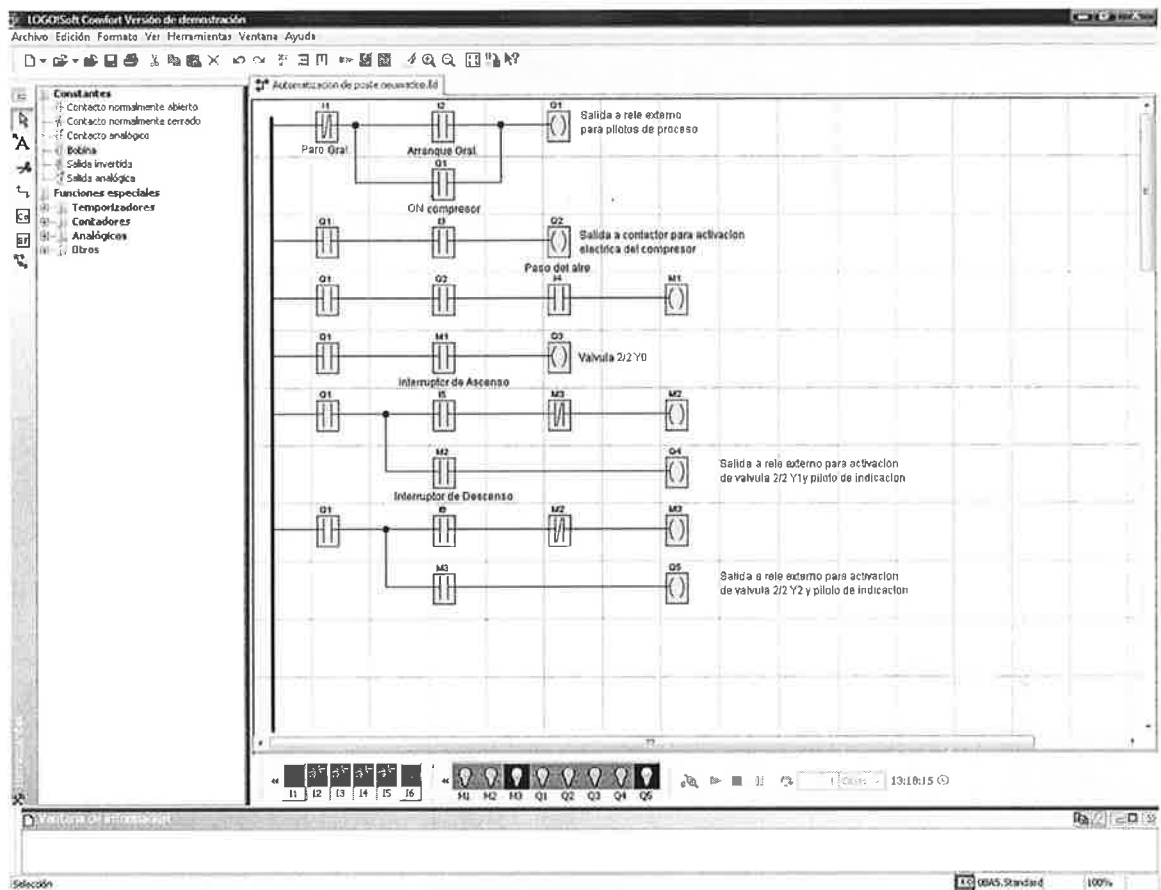 LOGO!Soft Comfort Versión de demostración
Archivo Edición Formato Ver Herramientas Ventana Ayuda
Constantes
Contacto normalmente abierto
Contacto normalmente cerrado
Contacto analógico
Bobina
Salida invertida
Salida analógica
Funciones especiales
Temporizadores
Contadores
Analógicos
Otros
Co
SF
Automatización de poste neumatico.lld
I1 I2 Q1
Salida a rele externo
para pilotos de proceso
Paro Gral. Arranque Gral.
Q1
ON compresor
Q1 I3 Q2
Salida a contactor para activacion
electrica del compresor
Paso del aire
Q1 Q2 I4 M1
Q1 M1 Q3
Valvula 2/2 Y0
Interruptor de Ascenso
Q1 I5 M3 M2
M2 Q4
Salida a rele externo para activacion
de valvula 2/2 Y1y piloto de indicacion
Interruptor de Descenso
Q1 I6 M2 M3
M3 Q5
Salida a rele externo para activacion
de valvula 2/2 Y2 y piloto de indicacion
I1 I2 I3 I4 I5 I6
M1 M2 M3 Q1 Q2 Q3 Q4 Q5
1
13:18:15
Ventana de información
Selección
0BA5.Standard
100%